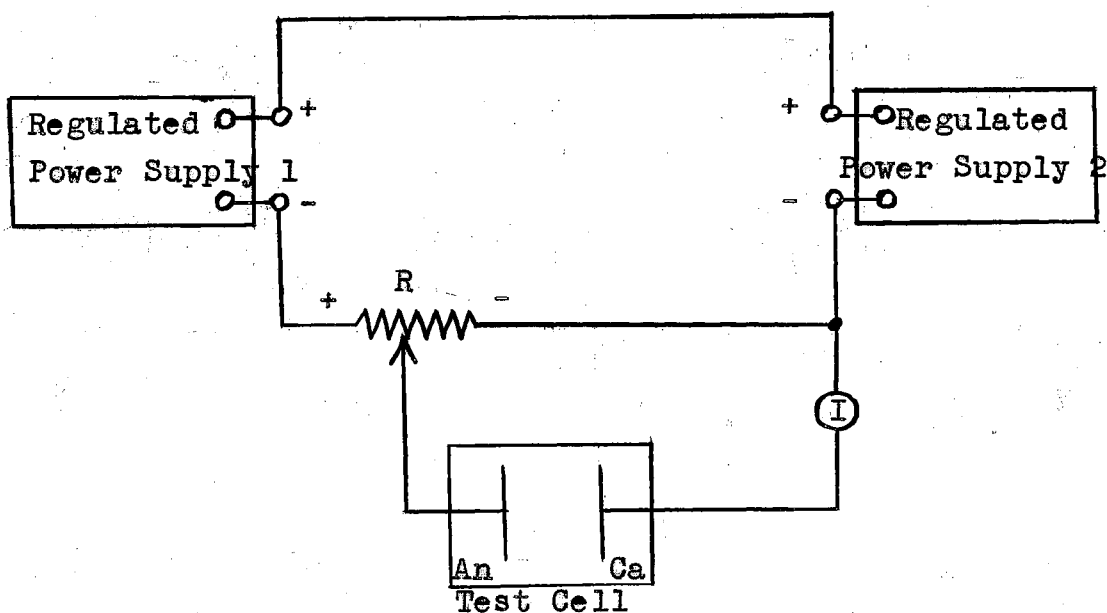 Regulated
Power Supply 1
+
-
+
-
Regulated
Power Supply 2
R
+
-
I
An
Ca
Test Cell